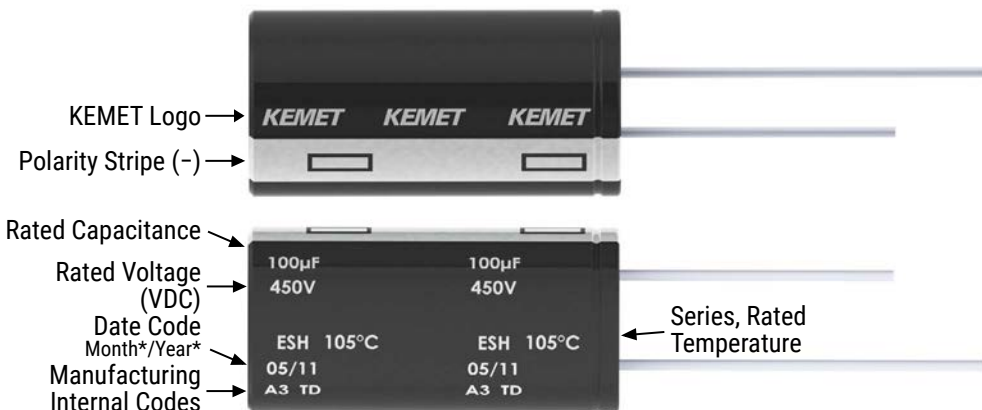 KEMET Logo
KEMET KEMET KEMET
Polarity Stripe (−)
Rated Capacitance
100µF 100µF
Rated Voltage
(VDC)
450V 450V
Date Code
Month*/Year*
ESH 105°C ESH 105°C
05/11 05/11
Manufacturing
Internal Codes
A3 TD A3 TD
Series, Rated
Temperature